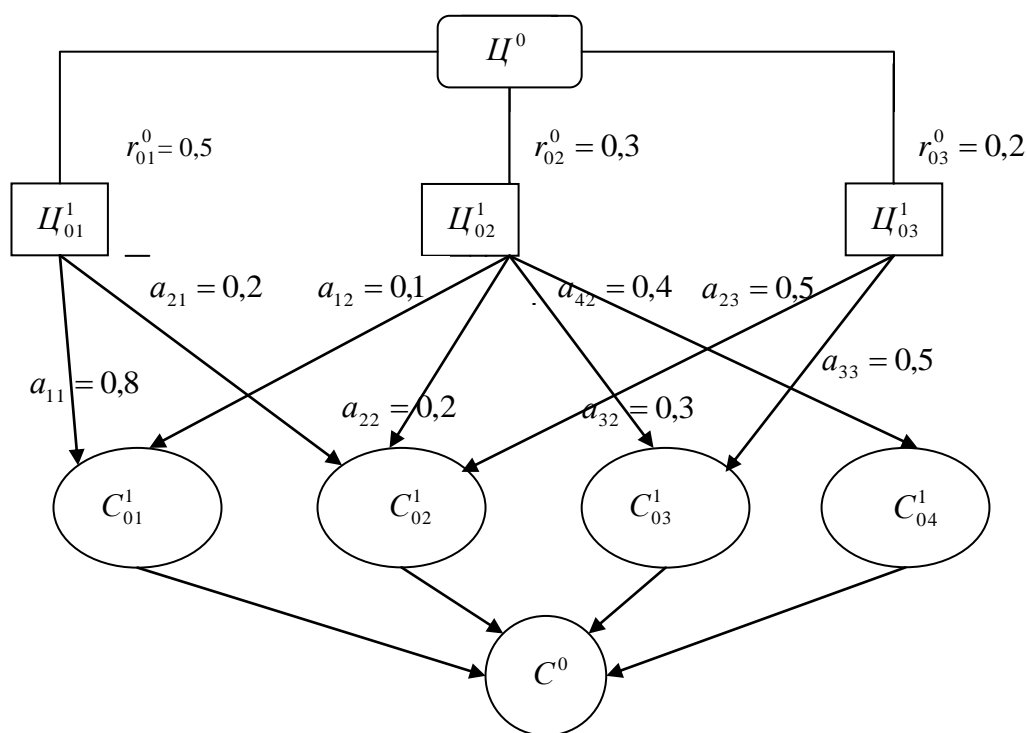 Ц⁰
r⁰₀₁ = 0,5
r⁰₀₂ = 0,3
r⁰₀₃ = 0,2
Ц¹₀₁
Ц¹₀₂
Ц¹₀₃
a₂₁ = 0,2
a₁₂ = 0,1
a₄₂ = 0,4
a₂₃ = 0,5
a₁₁ = 0,8
a₃₃ = 0,5
a₂₂ = 0,2
a₃₂ = 0,3
C¹₀₁
C¹₀₂
C¹₀₃
C¹₀₄
C⁰